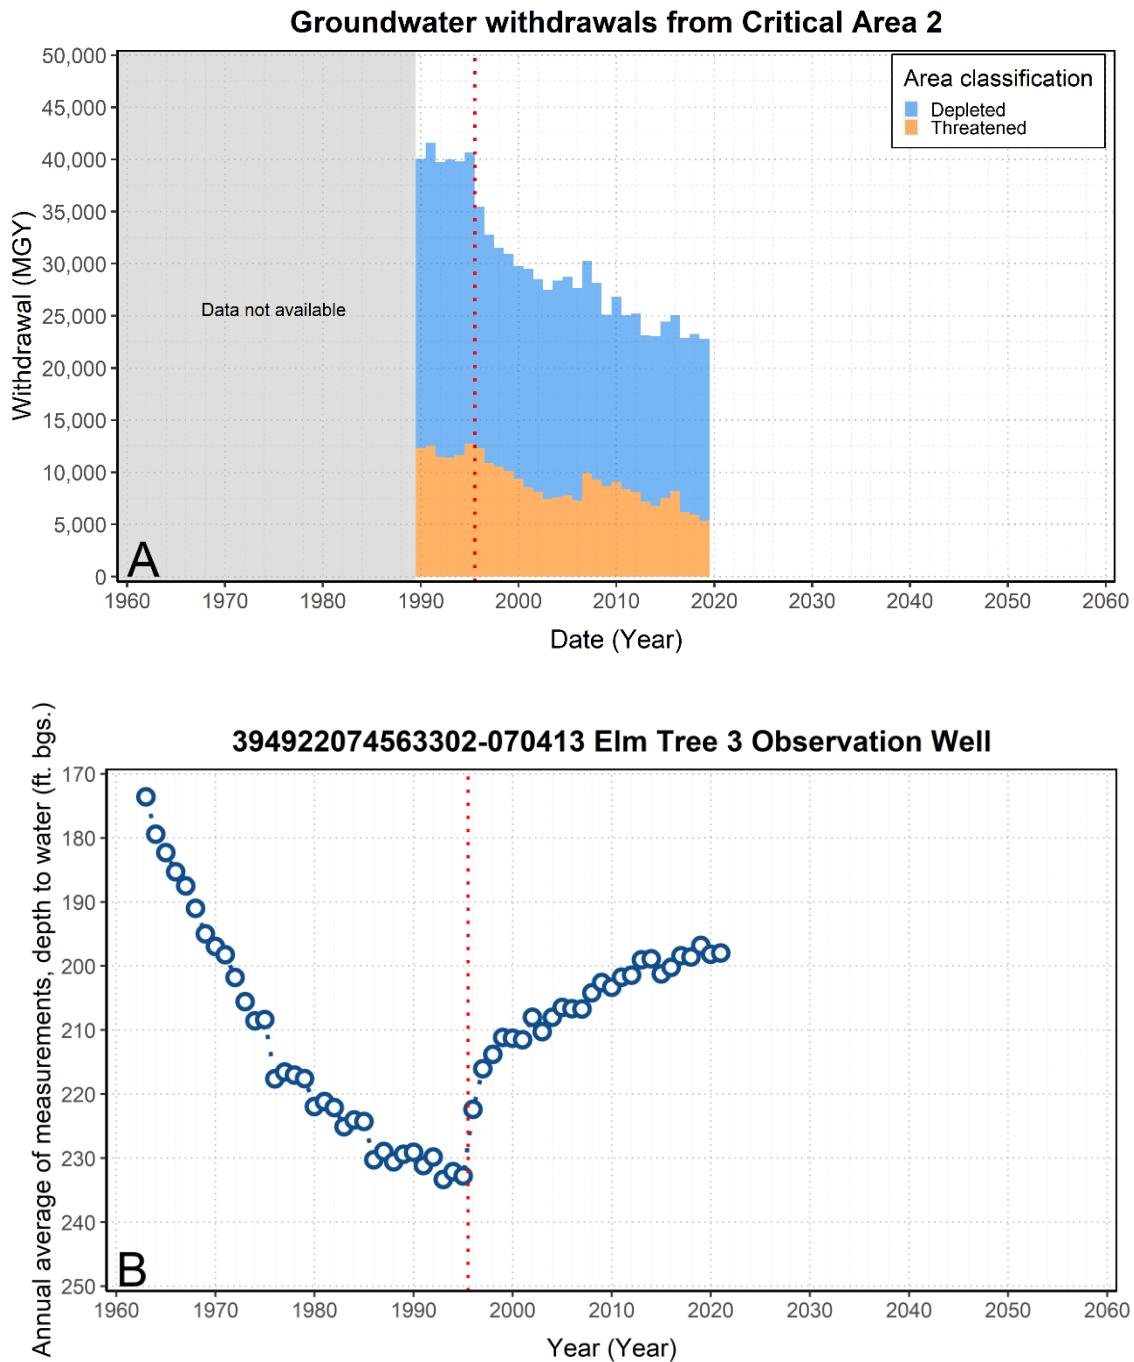 Groundwater withdrawals from Critical Area 2
Withdrawal (MGY)
50,000
45,000
40,000
35,000
30,000
25,000
20,000
15,000
10,000
5,000
0
Area classification
Depleted
Threatened
Data not available
A
1960 1970 1980 1990 2000 2010 2020 2030 2040 2050 2060
Date (Year)
394922074563302-070413 Elm Tree 3 Observation Well
Annual average of measurements, depth to water (ft. bgs.)
170
180
190
200
210
220
230
240
250
B
1960 1970 1980 1990 2000 2010 2020 2030 2040 2050 2060
Year (Year)